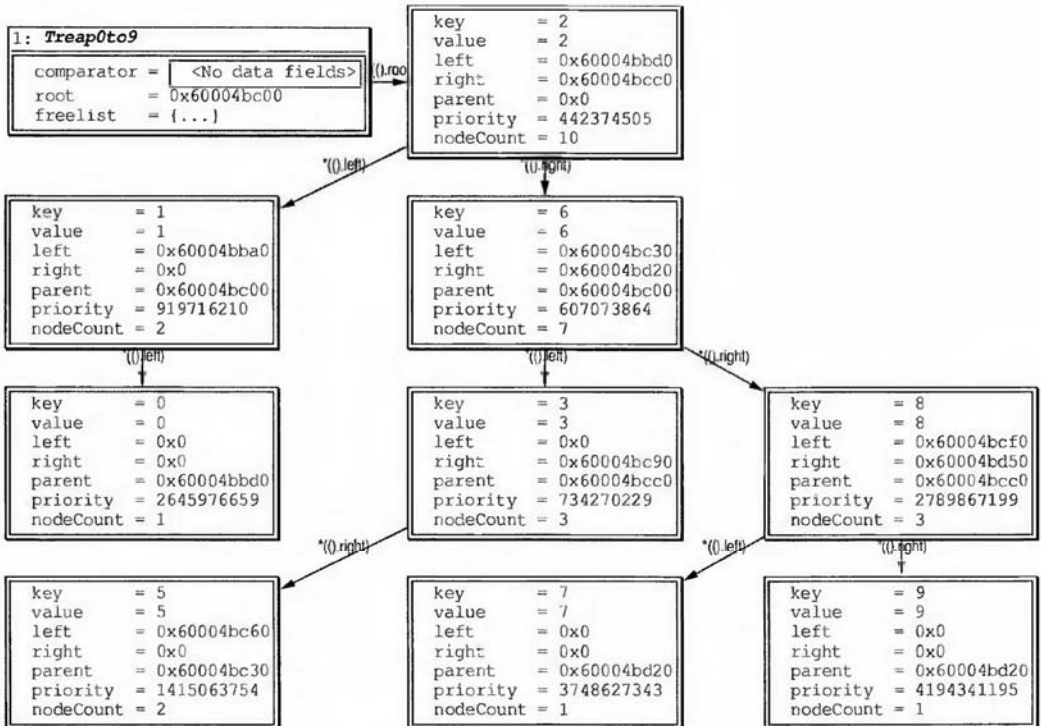 1: Treap0to9
comparator = <No data fields>
root = 0x60004bc00
freelist = {...}
key = 2
value = 2
left = 0x60004bbd0
right = 0x60004bcc0
parent = 0x0
priority = 442374505
nodeCount = 10
*(().left)
*(().right)
key = 1
value = 1
left = 0x60004bba0
right = 0x0
parent = 0x60004bc00
priority = 919716210
nodeCount = 2
key = 6
value = 6
left = 0x60004bc30
right = 0x60004bd20
parent = 0x60004bc00
priority = 607073864
nodeCount = 7
*(().left)
*(().left)
*(().right)
key = 0
value = 0
left = 0x0
right = 0x0
parent = 0x60004bbd0
priority = 2645976659
nodeCount = 1
key = 3
value = 3
left = 0x0
right = 0x60004bc90
parent = 0x60004bcc0
priority = 734270229
nodeCount = 3
key = 8
value = 8
left = 0x60004bcf0
right = 0x60004bd50
parent = 0x60004bcc0
priority = 2789867199
nodeCount = 3
*(().right)
*(().left)
*(().right)
key = 5
value = 5
left = 0x60004bc60
right = 0x0
parent = 0x60004bc30
priority = 1415063754
nodeCount = 2
key = 7
value = 7
left = 0x0
right = 0x0
parent = 0x60004bd20
priority = 3748627343
nodeCount = 1
key = 9
value = 9
left = 0x0
right = 0x0
parent = 0x60004bd20
priority = 4194341195
nodeCount = 1